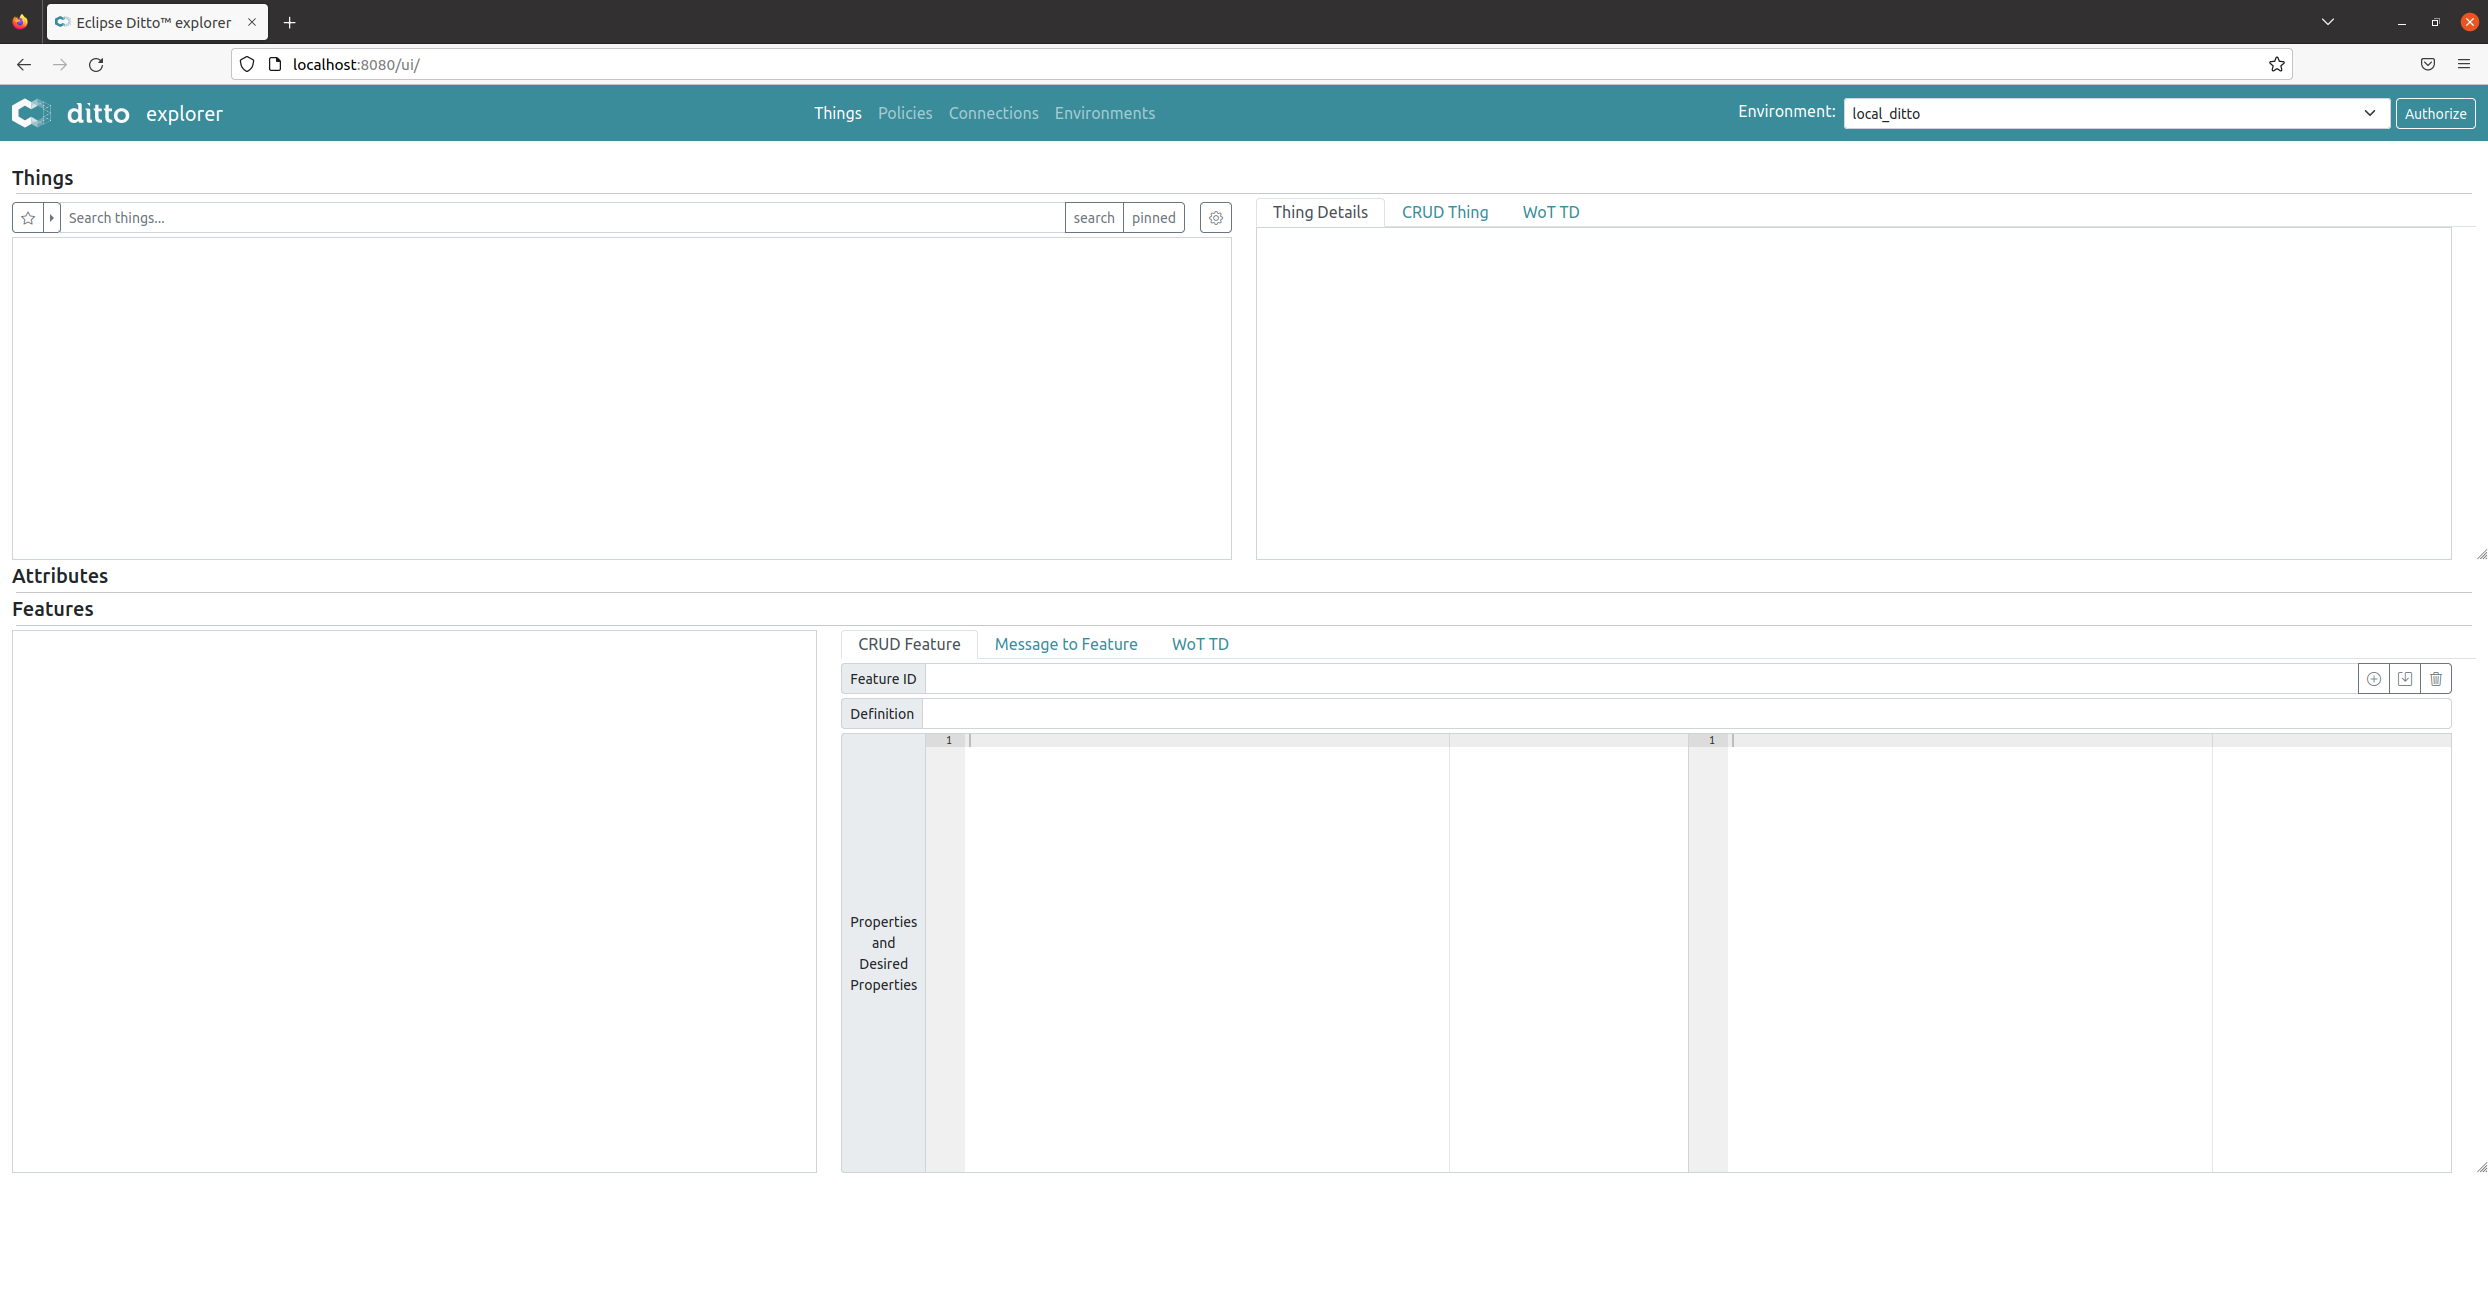 Eclipse Ditto™ explorer
localhost:8080/ui/
ditto explorer
Things Policies Connections Environments
Environment: local_ditto Authorize
Things
Search things... search pinned
Thing Details CRUD Thing WoT TD
Attributes
Features
CRUD Feature Message to Feature WoT TD
Feature ID
Definition
1 1
Properties
and
Desired
Properties